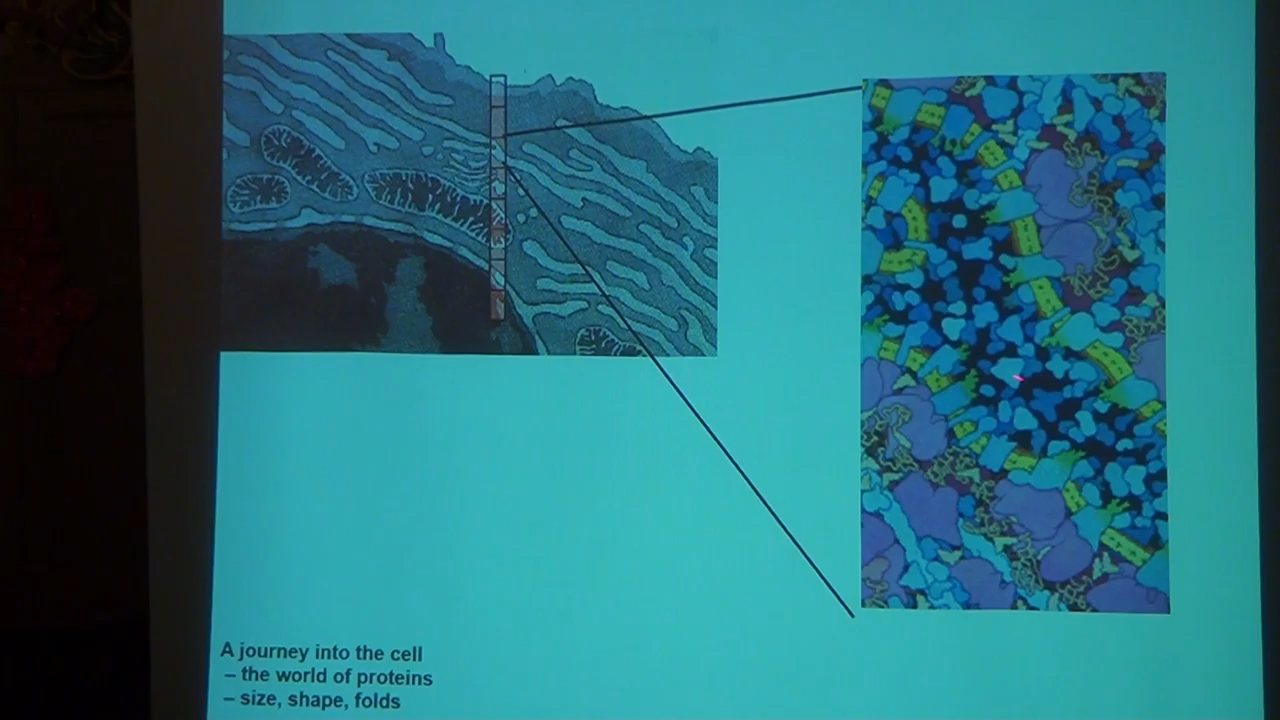 A journey into the cell
– the world of proteins
– size, shape, folds